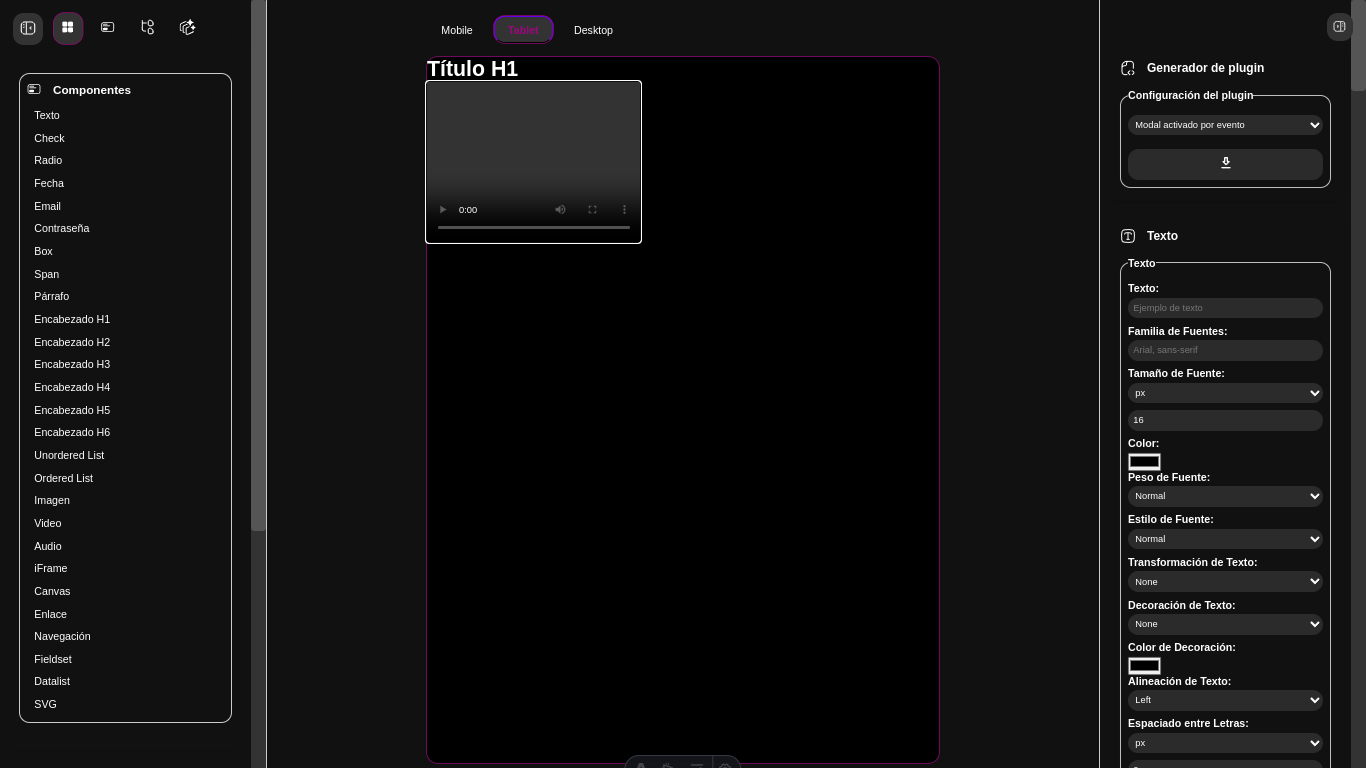 Mobile
Tablet
Desktop
Componentes
Texto
Check
Radio
Fecha
Email
Contraseña
Box
Span
Párrafo
Encabezado H1
Encabezado H2
Encabezado H3
Encabezado H4
Encabezado H5
Encabezado H6
Unordered List
Ordered List
Imagen
Video
Audio
iFrame
Canvas
Enlace
Navegación
Fieldset
Datalist
SVG
Título H1
0:00
Generador de plugin
Configuración del plugin
Modal activado por evento
Texto
Texto
Texto:
Ejemplo de texto
Familia de Fuentes:
Arial, sans-serif
Tamaño de Fuente:
px
16
Color:
Peso de Fuente:
Normal
Estilo de Fuente:
Normal
Transformación de Texto:
None
Decoración de Texto:
None
Color de Decoración:
Alineación de Texto:
Left
Espaciado entre Letras:
px